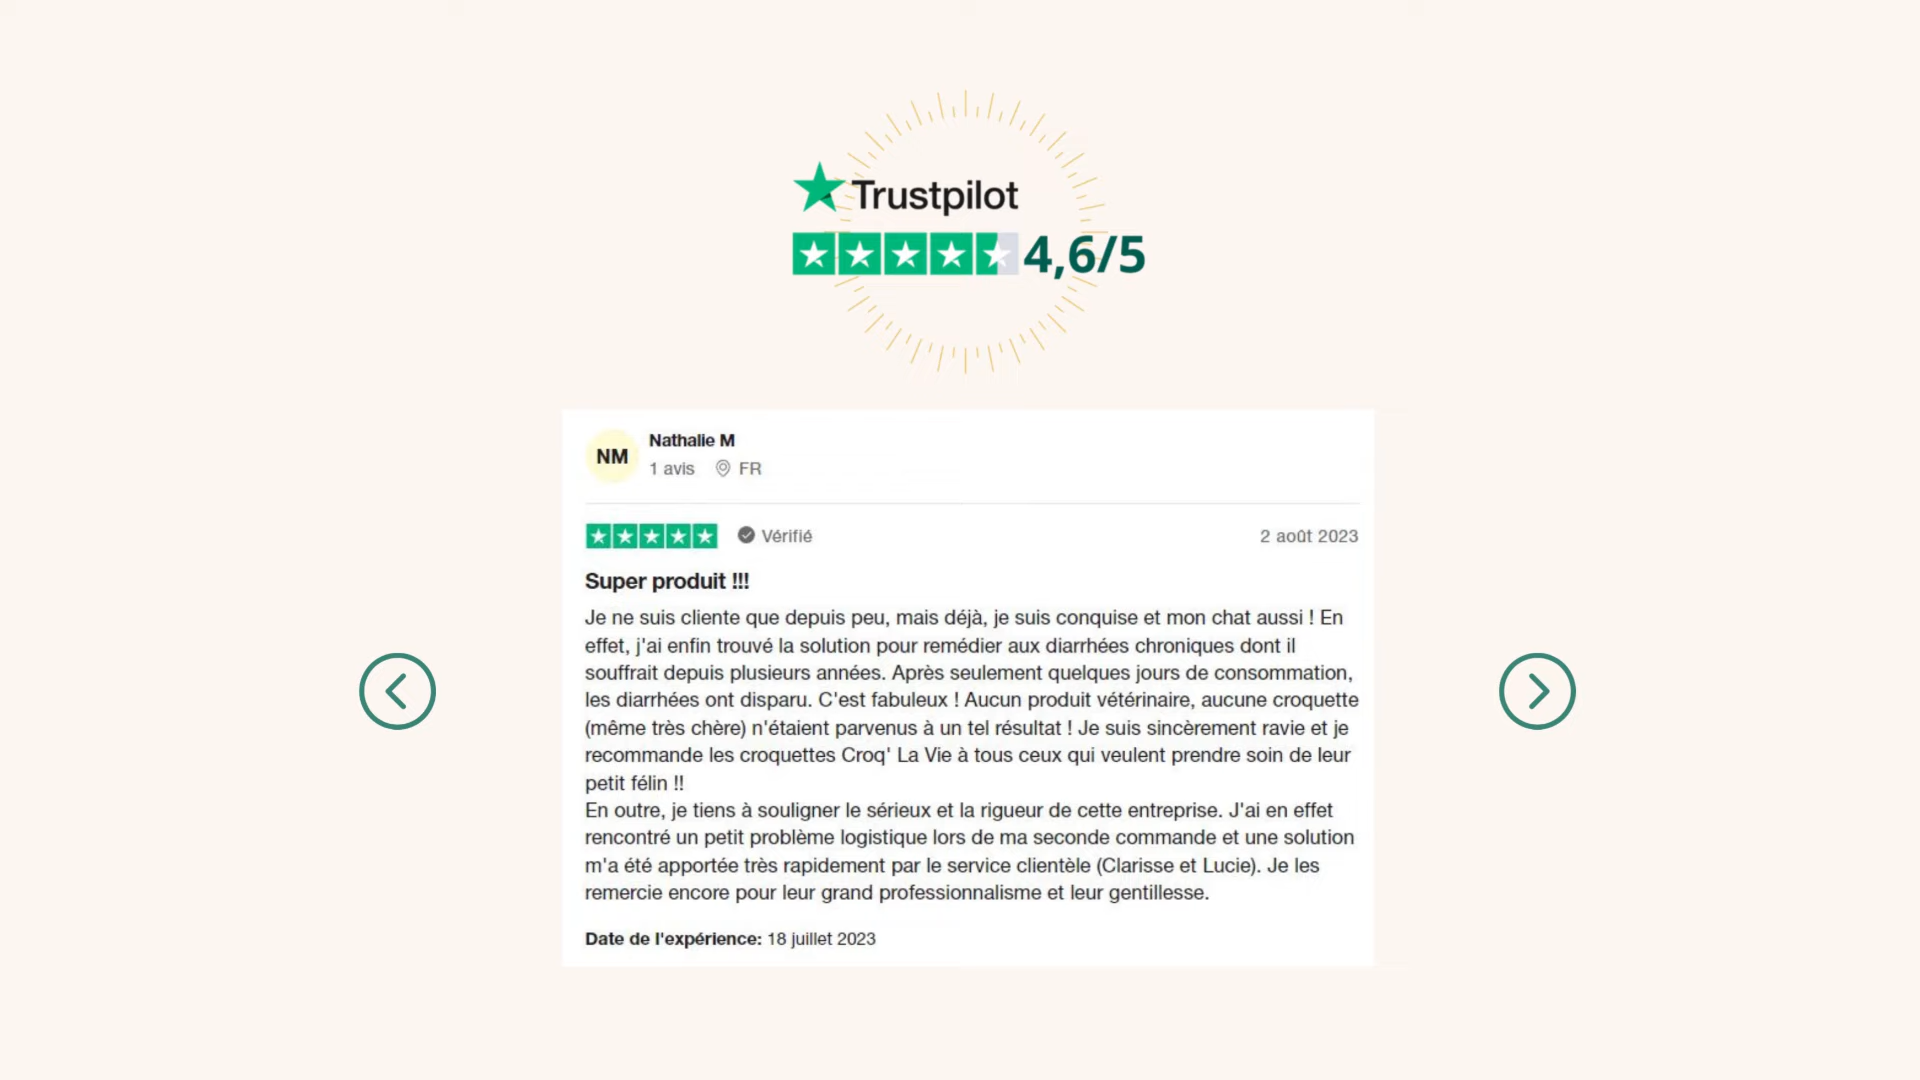 Trustpilot
4,6/5
NM
Nathalie M
1 avis FR
Vérifié
2 août 2023
Super produit !!!
Je ne suis cliente que depuis peu, mais déjà, je suis conquise et mon chat aussi ! En
effet, j'ai enfin trouvé la solution pour remédier aux diarrhées chroniques dont il
souffrait depuis plusieurs années. Après seulement quelques jours de consommation,
les diarrhées ont disparu. C'est fabuleux ! Aucun produit vétérinaire, aucune croquette
(même très chère) n'étaient parvenus à un tel résultat ! Je suis sincèrement ravie et je
recommande les croquettes Croq' La Vie à tous ceux qui veulent prendre soin de leur
petit félin !!
En outre, je tiens à souligner le sérieux et la rigueur de cette entreprise. J'ai en effet
rencontré un petit problème logistique lors de ma seconde commande et une solution
m'a été apportée très rapidement par le service clientèle (Clarisse et Lucie). Je les
remercie encore pour leur grand professionnalisme et leur gentillesse.
Date de l'expérience: 18 juillet 2023